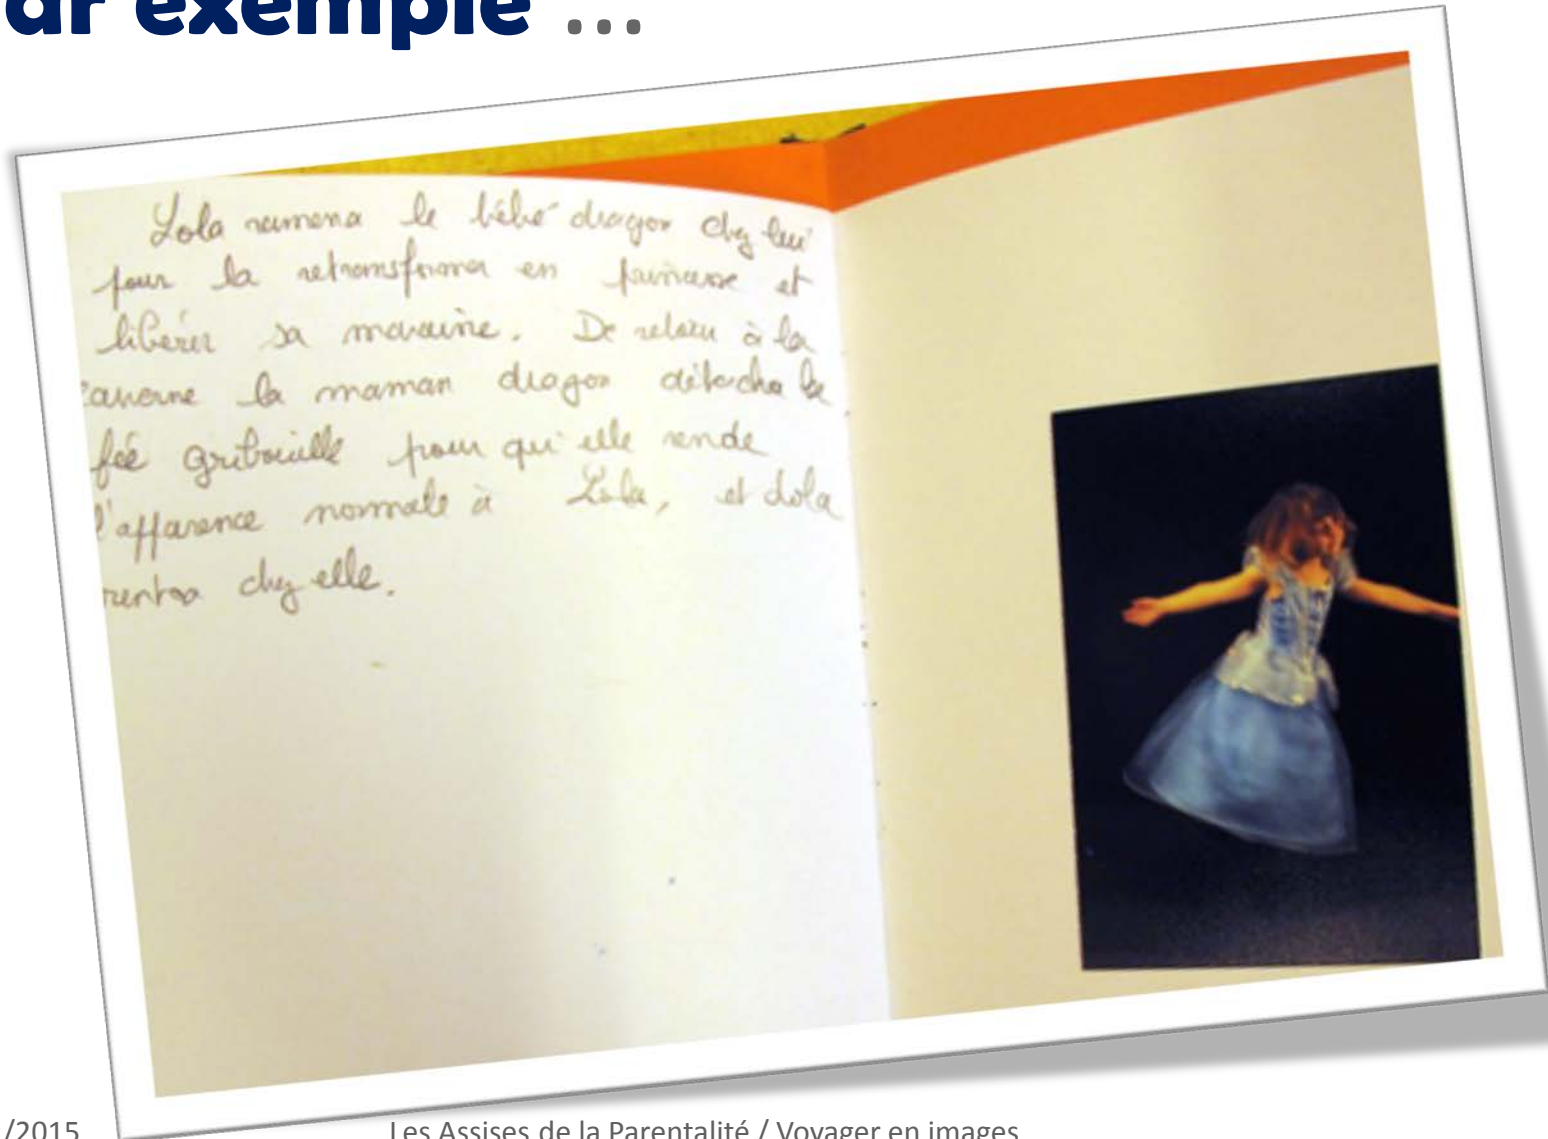 ar exemple ...
Lola ramena le bébé dragon chez lui
pour la retransformer en princesse et
libérer sa marraine. De retour à la
caverne la maman dragon détacha la
fée gribouille pour qu'elle rende
l'apparence normale à Lola, et Lola
rentra chez elle.
/2015
Les Assises de la Parentalité / Voyager en images